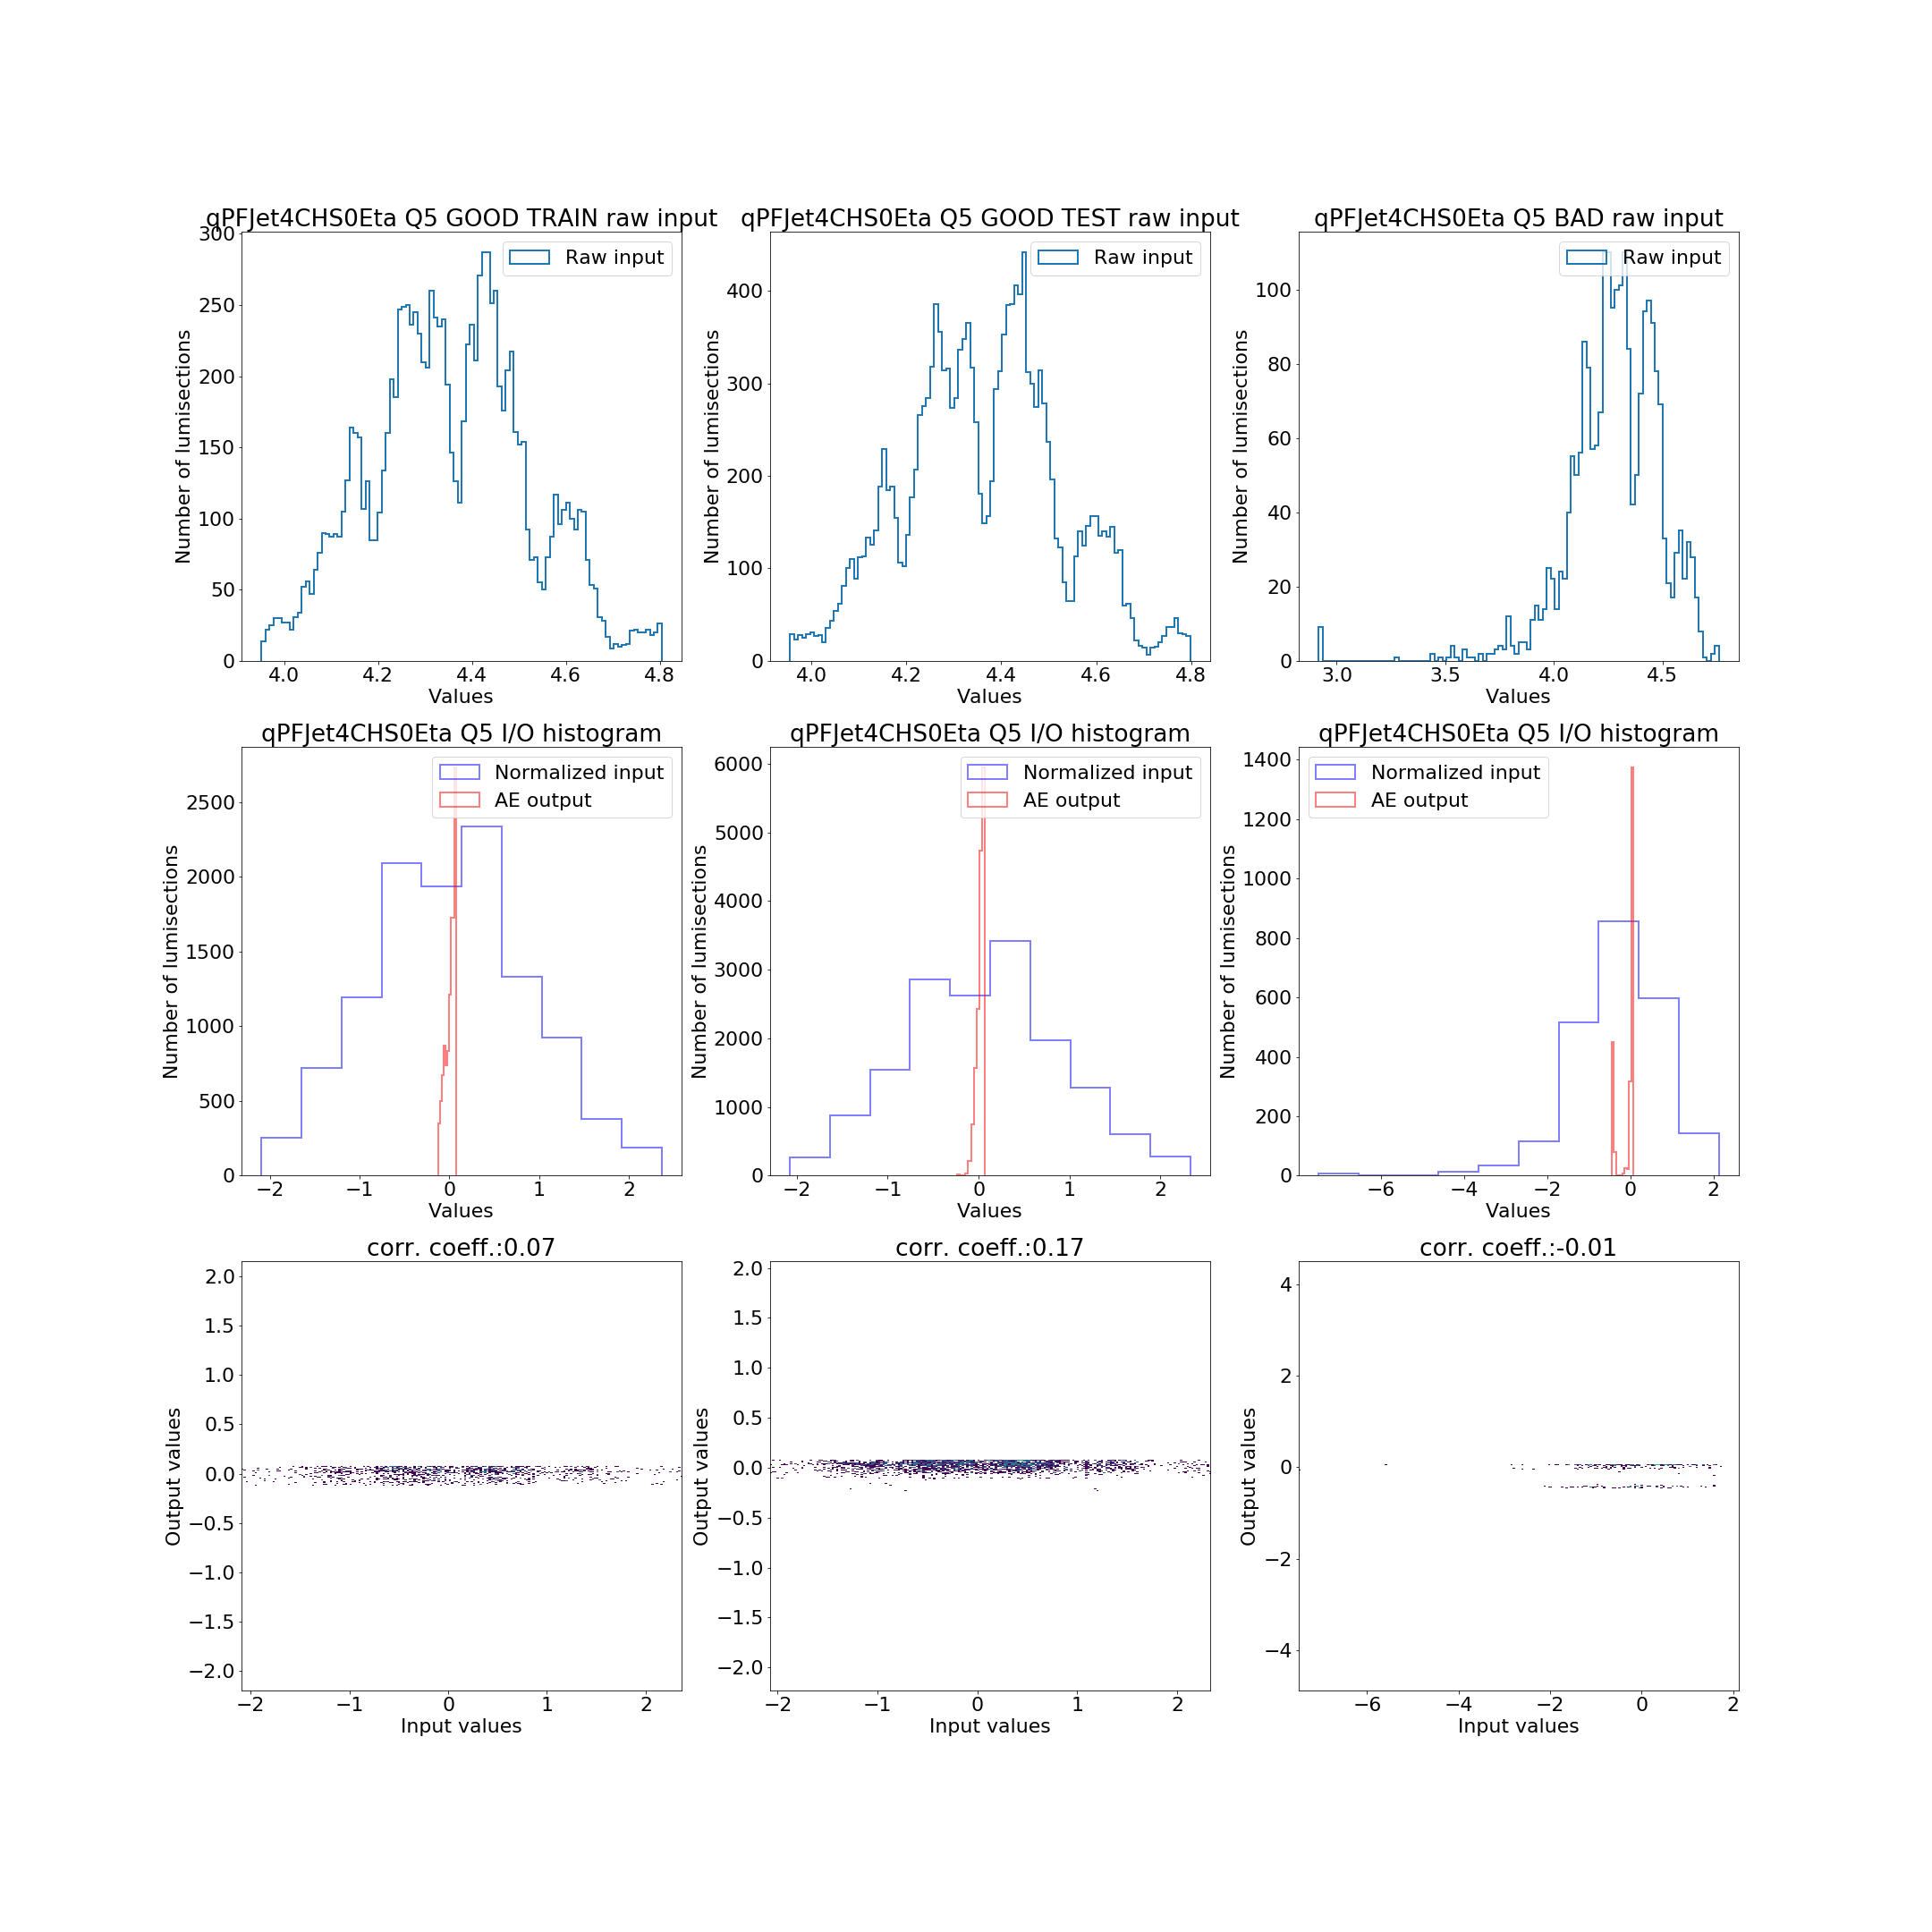 qPFJet4CHS0Eta Q5 GOOD TRAIN raw input
qPFJet4CHS0Eta Q5 GOOD TEST raw input
qPFJet4CHS0Eta Q5 BAD raw input
Number of lumisections
300
250
200
150
100
50
0
Raw input
4.0 4.2 4.4 4.6 4.8
Values
Number of lumisections
400
300
200
100
0
Raw input
4.0 4.2 4.4 4.6 4.8
Values
Number of lumisections
100
80
60
40
20
0
Raw input
3.0 3.5 4.0 4.5
Values
qPFJet4CHS0Eta Q5 I/O histogram
Number of lumisections
2500
2000
1500
1000
500
0
Normalized input
AE output
−2 −1 0 1 2
Values
qPFJet4CHS0Eta Q5 I/O histogram
Number of lumisections
6000
5000
4000
3000
2000
1000
0
Normalized input
AE output
−2 −1 0 1 2
Values
qPFJet4CHS0Eta Q5 I/O histogram
Number of lumisections
1400
1200
1000
800
600
400
200
0
Normalized input
AE output
−6 −4 −2 0 2
Values
corr. coeff.:0.07
Output values
2.0
1.5
1.0
0.5
0.0
−0.5
−1.0
−1.5
−2.0
−2 −1 0 1 2
Input values
corr. coeff.:0.17
Output values
2.0
1.5
1.0
0.5
0.0
−0.5
−1.0
−1.5
−2.0
−2 −1 0 1 2
Input values
corr. coeff.:-0.01
Output values
4
2
0
−2
−4
−6 −4 −2 0 2
Input values